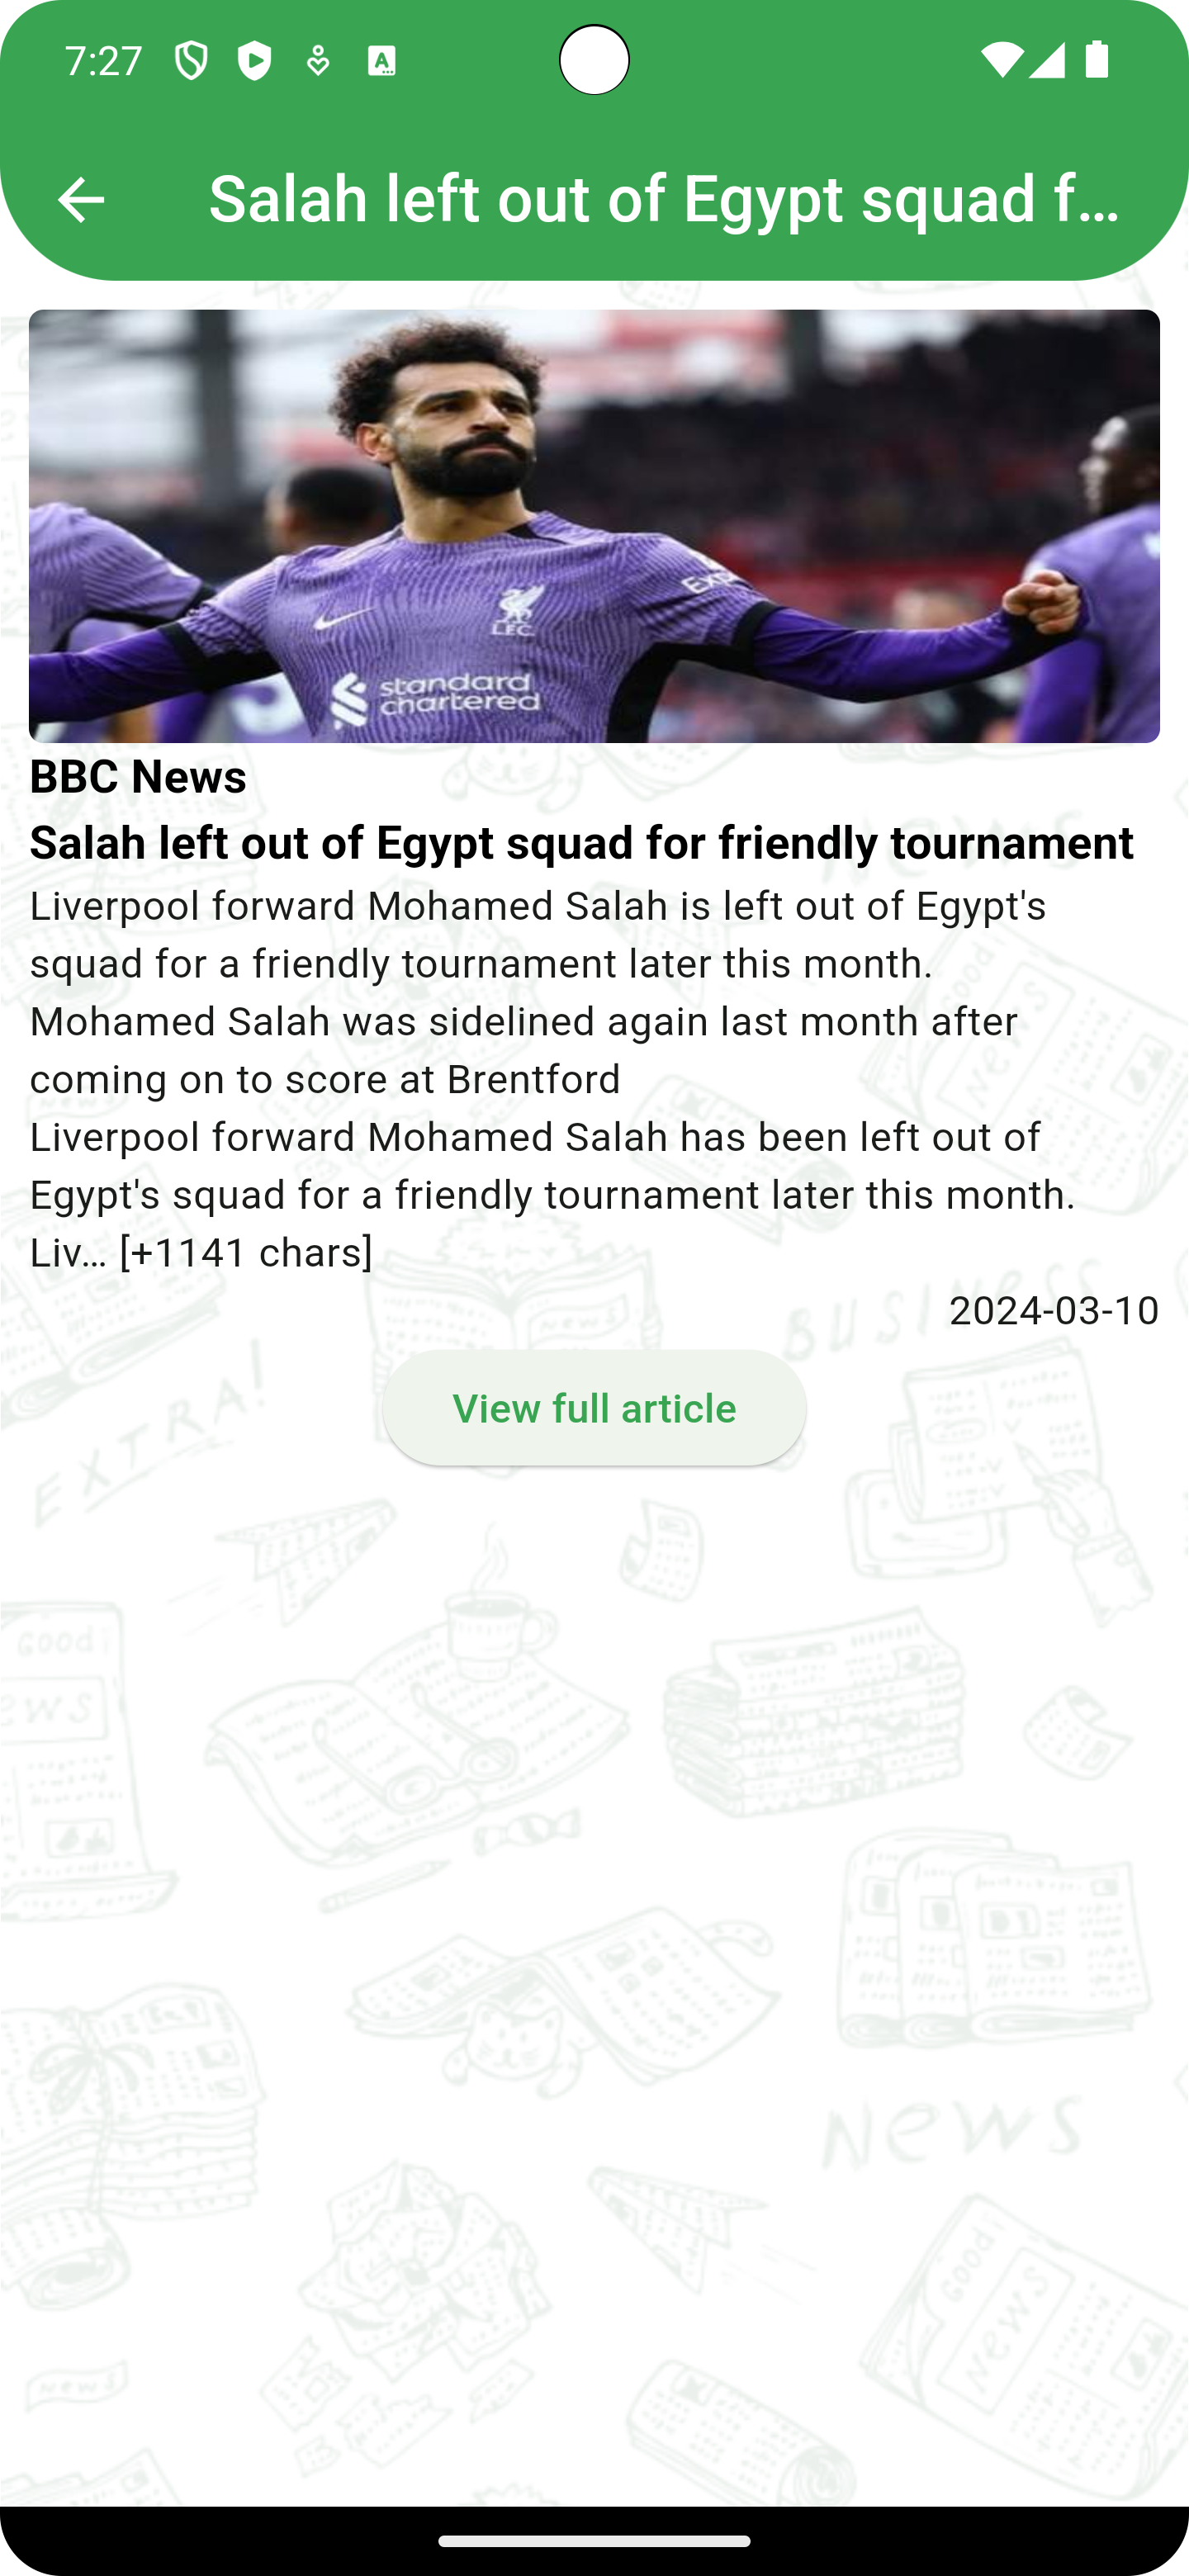 7:27
Salah left out of Egypt squad f…
LFC
standard
chartered
BBC News
Salah left out of Egypt squad for friendly tournament
Liverpool forward Mohamed Salah is left out of Egypt's
squad for a friendly tournament later this month.
Mohamed Salah was sidelined again last month after
coming on to score at Brentford
Liverpool forward Mohamed Salah has been left out of
Egypt's squad for a friendly tournament later this month.
Liv… [+1141 chars]
2024-03-10
BUSINESS
View full article
EXTRA!
GOOD
NEWS
GOOD
NEWS